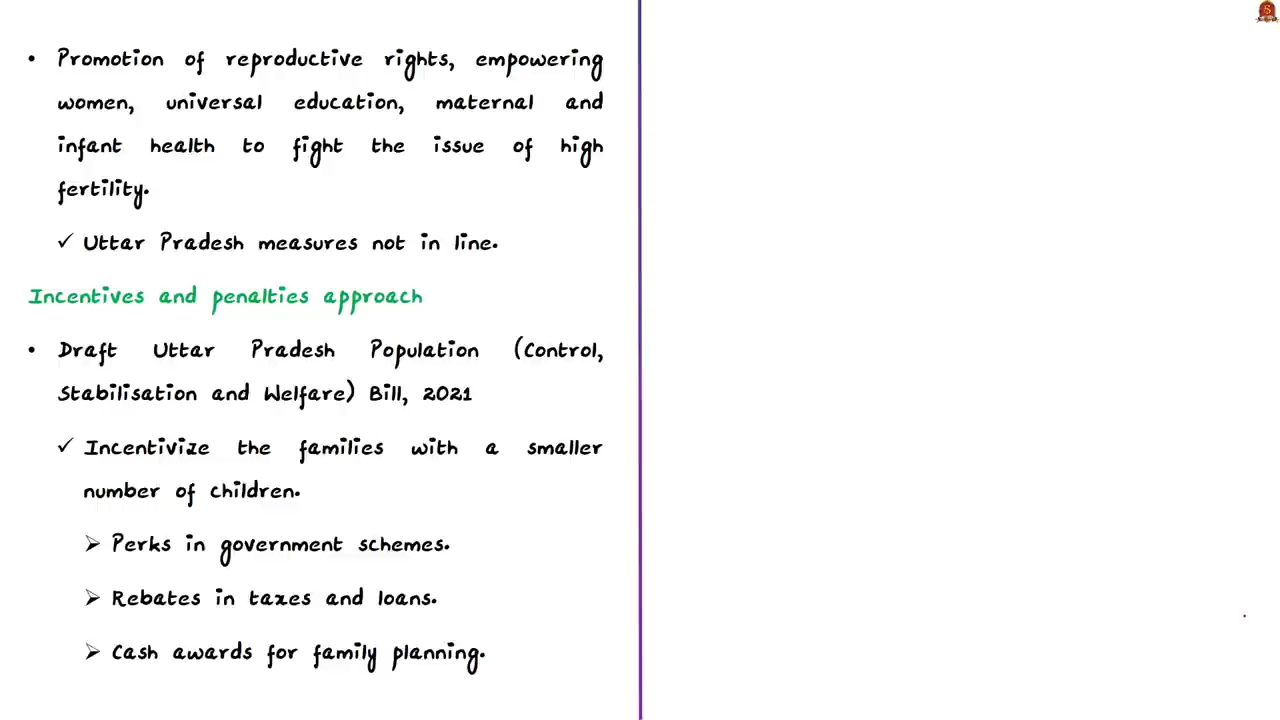 • Promotion of reproductive rights, empowering
women, universal education, maternal and
infant health to fight the issue of high
fertility.
✓ Uttar Pradesh measures not in line.
Incentives and penalties approach
• Draft Uttar Pradesh Population (Control,
Stabilisation and Welfare) Bill, 2021
✓ Incentivize the families with a smaller
number of children.
➢ Perks in government schemes.
➢ Rebates in taxes and loans.
➢ Cash awards for family planning.